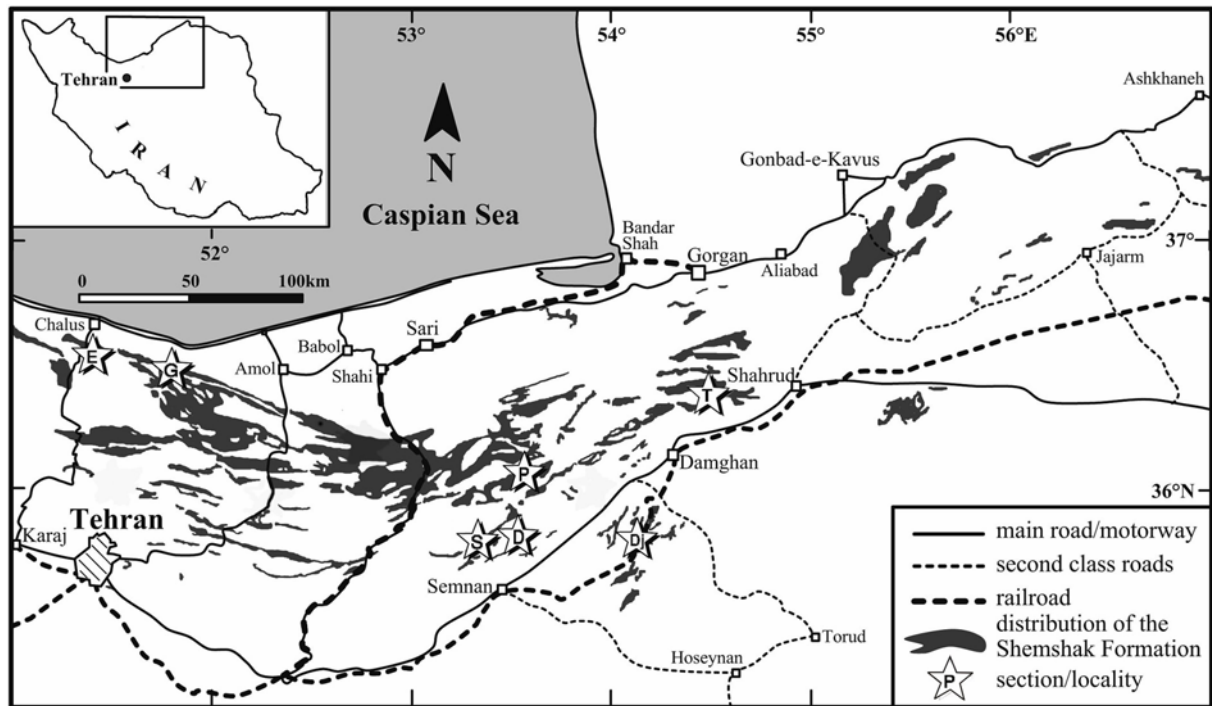 53°
54°
55°
56°E
Tehran
IRAN
N
Caspian Sea
Ashkhaneh
Gonbad-e-Kavus
52°
37°
Bandar
Shah
Gorgan
Aliabad
Jajarm
0 50 100km
Chalus
E
G
Amol
Babol
Sari
Shahi
T
Shahrud
P
Damghan
36°N
Tehran
Karaj
S
D
D
Semnan
Torud
Hoseynan
main road/motorway
second class roads
railroad
distribution of the
Shemshak Formation
P
section/locality